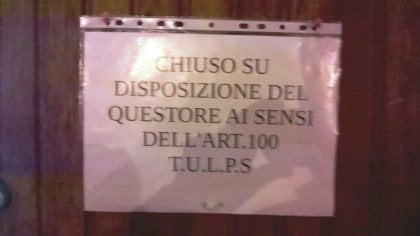 CHIUSO SU
DISPOSIZIONE DEL
QUESTORE AI SENSI
DELL'ART.100
T.U.L.P.S